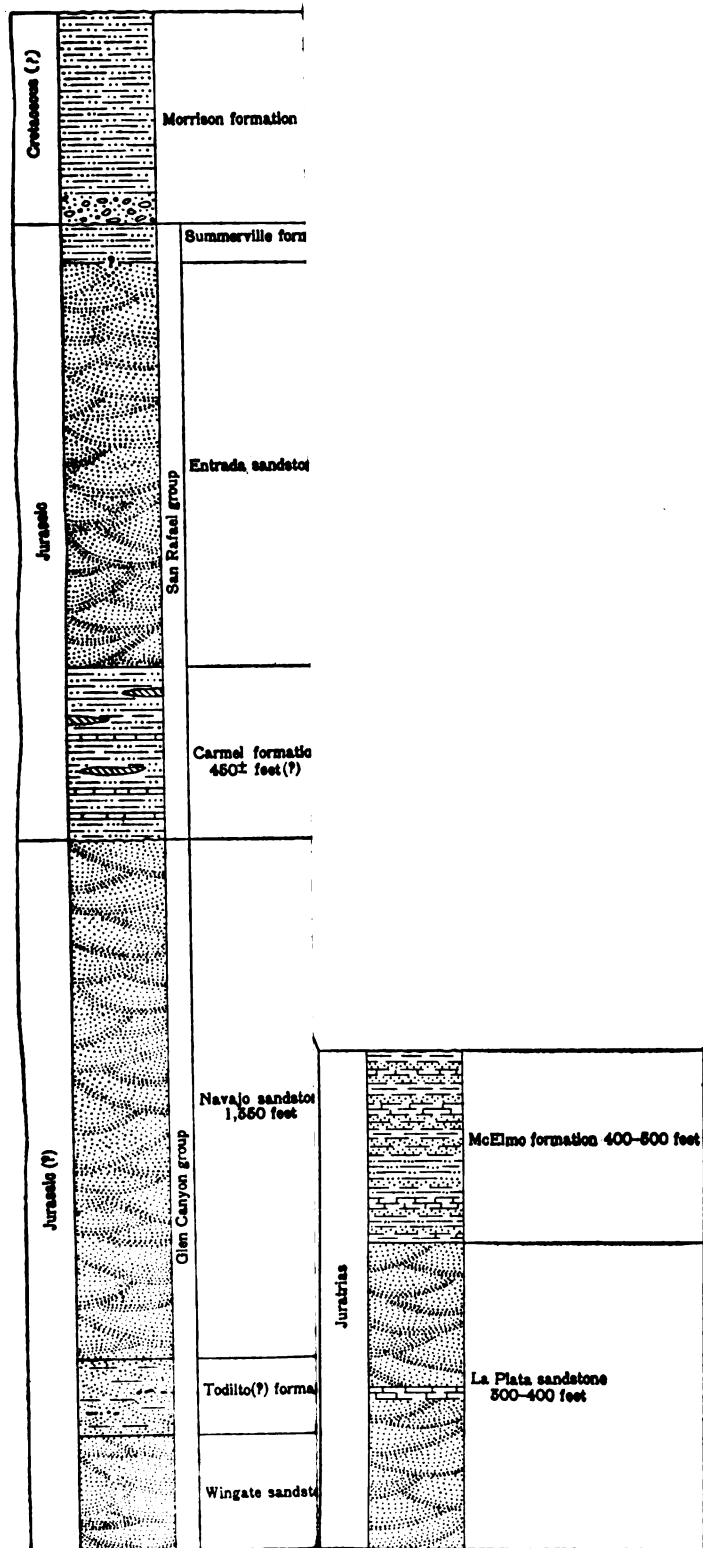 Cretaceous (?)
Morrison formation
Jurassic
San Rafael group
Summerville form
?
Entrada sandsto
Carmel formatio
450± feet (?)
Jurassic (?)
Glen Canyon group
Navajo sandsto
1,350 feet
Todilto(?) forma
Wingate sandst
Juratrias
McElmo formation 400-500 feet
La Plata sandstone
300-400 feet